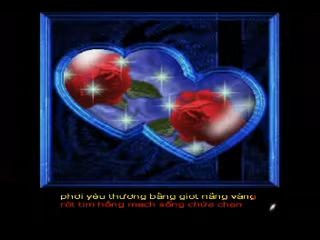 phơi yêu thương bằng giọt nắng vàng
rót tim hồng mạch sống chứa chan